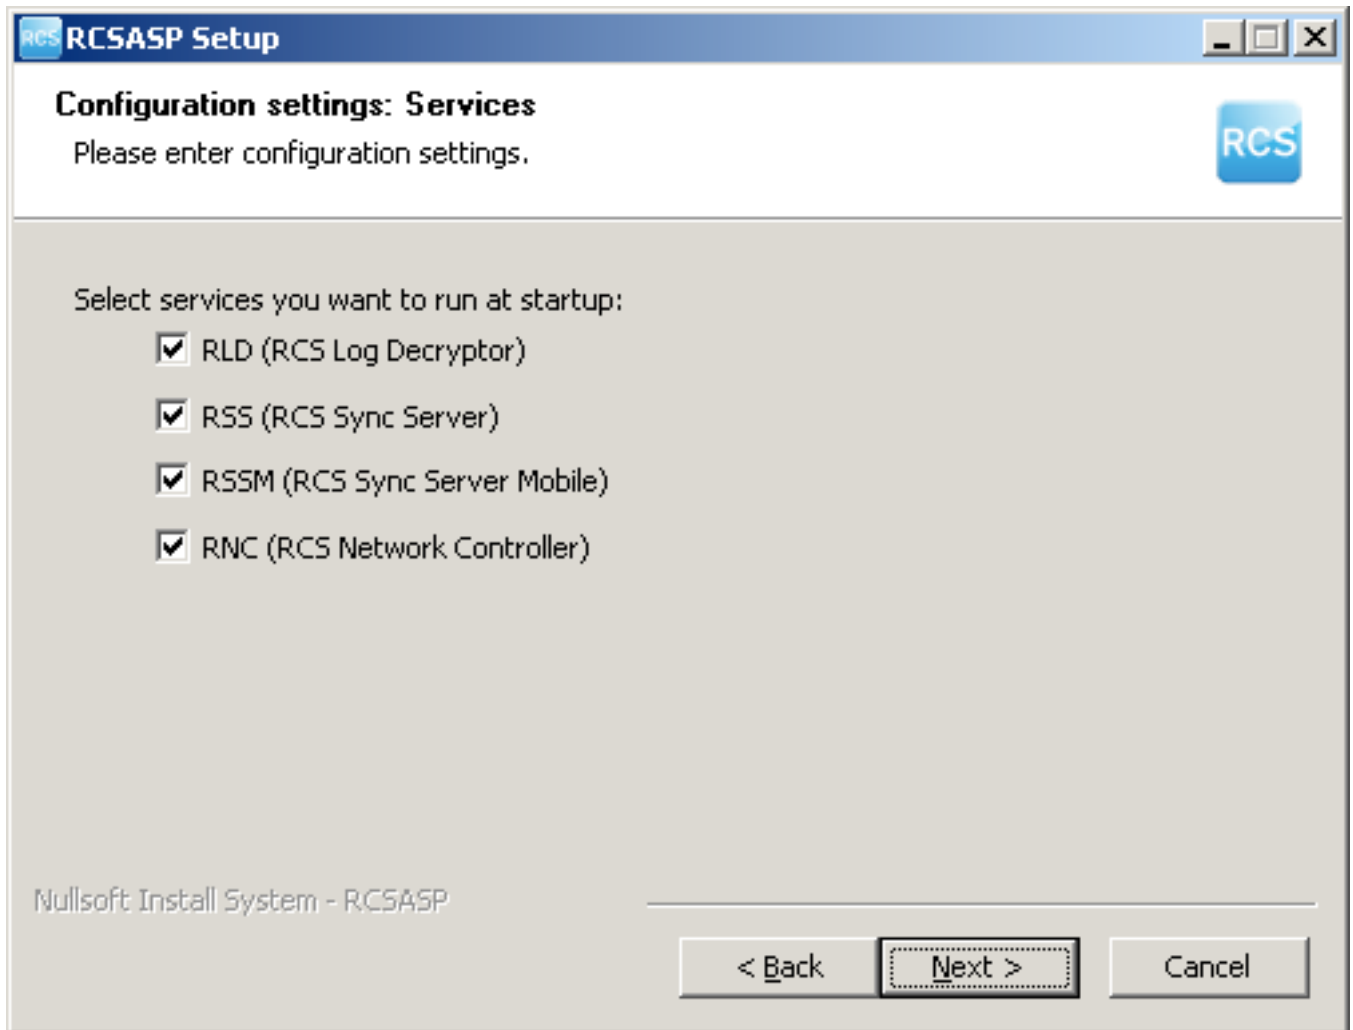 RCS RCSASP Setup
Configuration settings: Services
Please enter configuration settings.
RCS
Select services you want to run at startup:
RLD (RCS Log Decryptor)
RSS (RCS Sync Server)
RSSM (RCS Sync Server Mobile)
RNC (RCS Network Controller)
Nullsoft Install System - RCSASP
< Back Next > Cancel